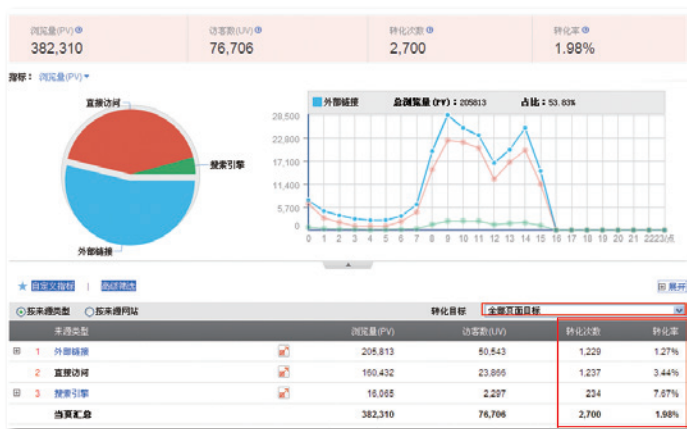 浏览量(PV) 访客数(UV) 转化次数 转化率
382,310 76,706 2,700 1.98%
指标： 浏览量(PV)
直接访问
搜索引擎
外部链接
外部链接 总浏览量(PV)：205813 占比：53.83%
28,500
22,800
17,100
11,400
5,700
0
0 1 2 3 4 5 6 7 8 9 10 11 12 13 14 15 16 17 18 19 20 21 2223/点
自定义指标 | 高级筛选 展开
按来源类型 按来源网站 转化目标 全部页面目标
来源类型 浏览量(PV) 访客数(UV) 转化次数 转化率
1 外部链接 205,813 50,543 1,229 1.27%
2 直接访问 160,432 23,866 1,237 3.44%
3 搜索引擎 16,065 2,297 234 7.67%
当页汇总 382,310 76,706 2,700 1.98%